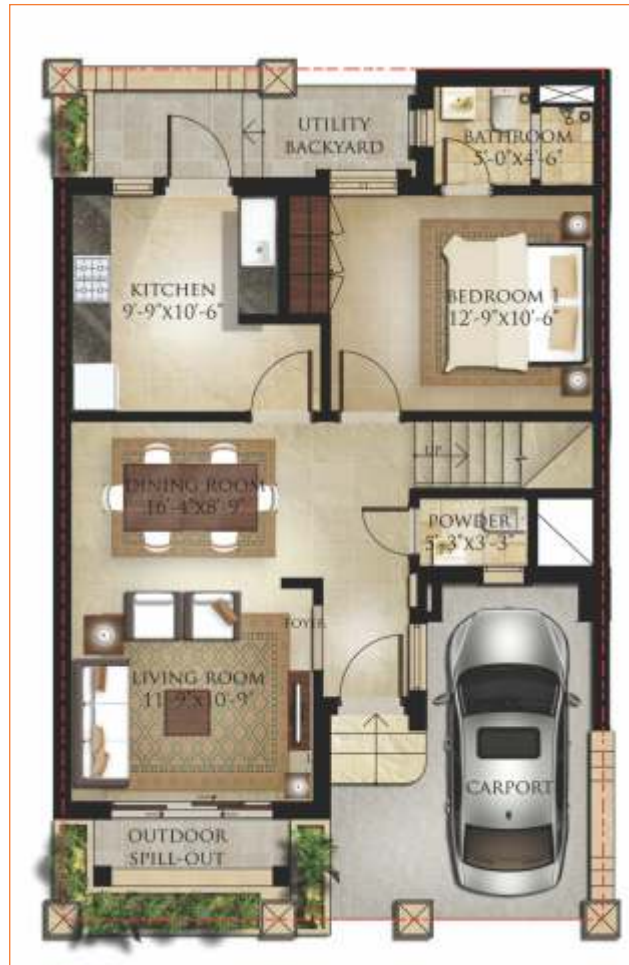 UTILITY
BACKYARD
BATHROOM
5'-0"X4'-6"
KITCHEN
9'-9"X10'-6"
BEDROOM 1
12'-9"X10'-6"
UP
DINING ROOM
16'-4"X8'-9"
POWDER
5'-3"X3'-3"
FOYER
LIVING ROOM
11'-9"X10'-9"
CARPORT
OUTDOOR
SPILL-OUT